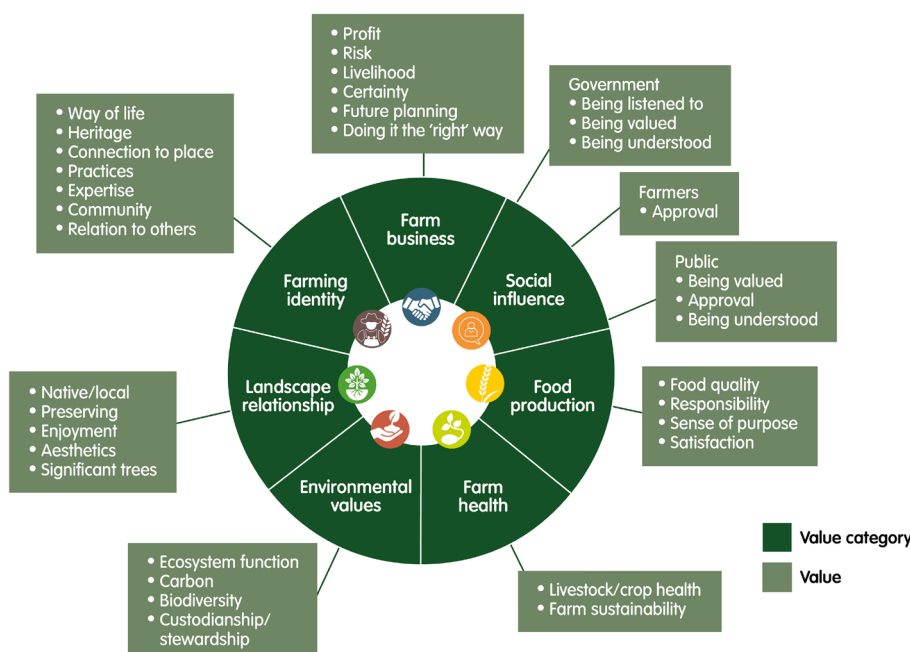 • Profit
• Risk
• Livelihood
• Certainty
• Future planning
• Doing it the ‘right’ way
Government
• Being listened to
• Being valued
• Being understood
Farmers
• Approval
Public
• Being valued
• Approval
• Being understood
• Food quality
• Responsibility
• Sense of purpose
• Satisfaction
• Livestock/crop health
• Farm sustainability
• Ecosystem function
• Carbon
• Biodiversity
• Custodianship/
stewardship
• Native/local
• Preserving
• Enjoyment
• Aesthetics
• Significant trees
• Way of life
• Heritage
• Connection to place
• Practices
• Expertise
• Community
• Relation to others
Farm
business
Social
influence
Food
production
Farm
health
Environmental
values
Landscape
relationship
Farming
identity
Value category
Value